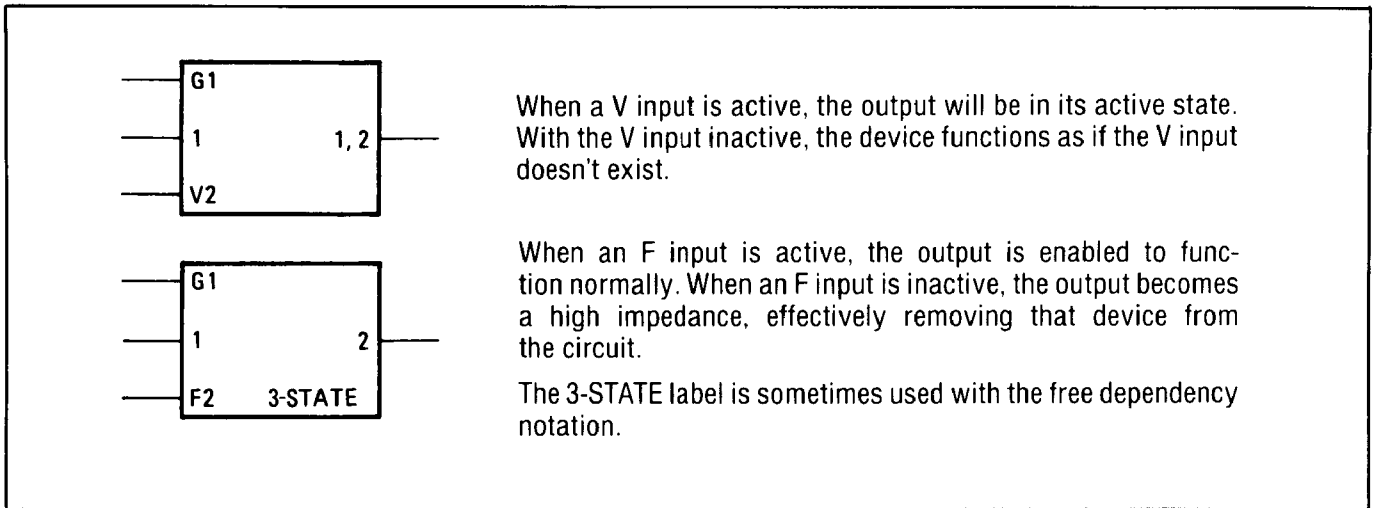 G1
1 1, 2
V2
When a V input is active, the output will be in its active state.
With the V input inactive, the device functions as if the V input
doesn't exist.
G1
1 2
F2 3-STATE
When an F input is active, the output is enabled to func-
tion normally. When an F input is inactive, the output becomes
a high impedance, effectively removing that device from
the circuit.
The 3-STATE label is sometimes used with the free dependency
notation.